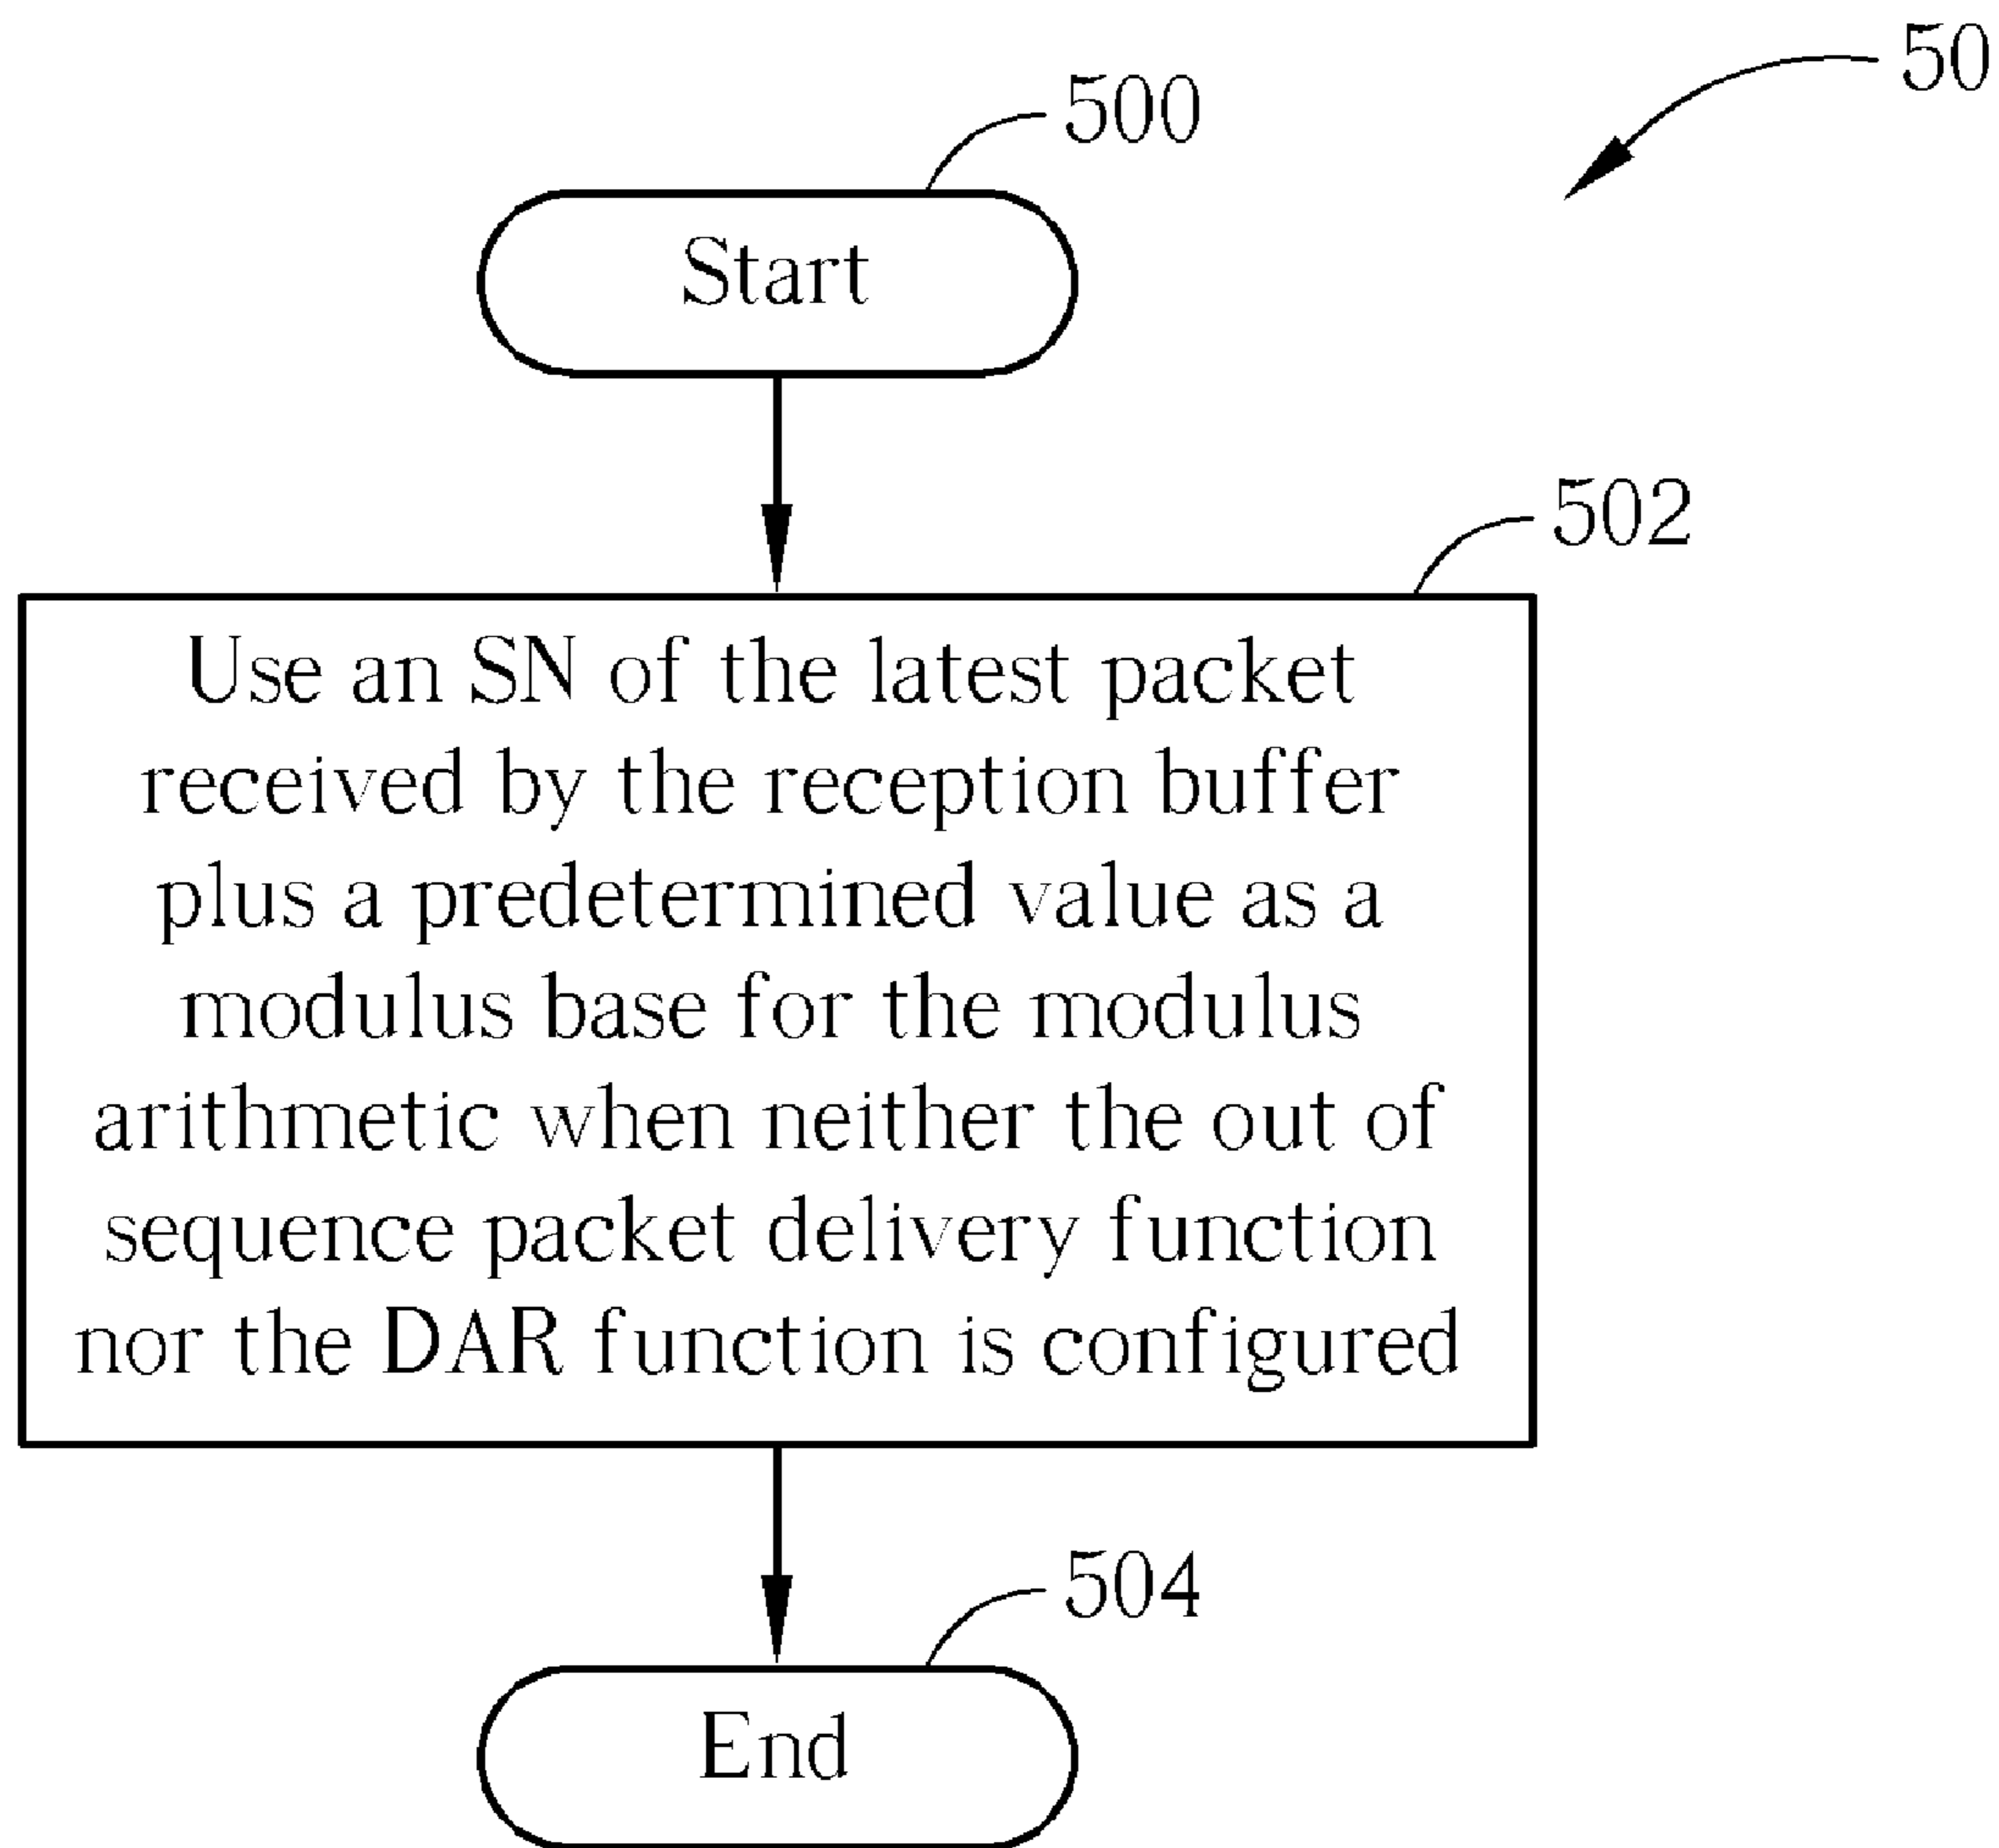 50
500
Start
502
Use an SN of the latest packet
received by the reception buffer
plus a predetermined value as a
modulus base for the modulus
arithmetic when neither the out of
sequence packet delivery function
nor the DAR function is configured
504
End